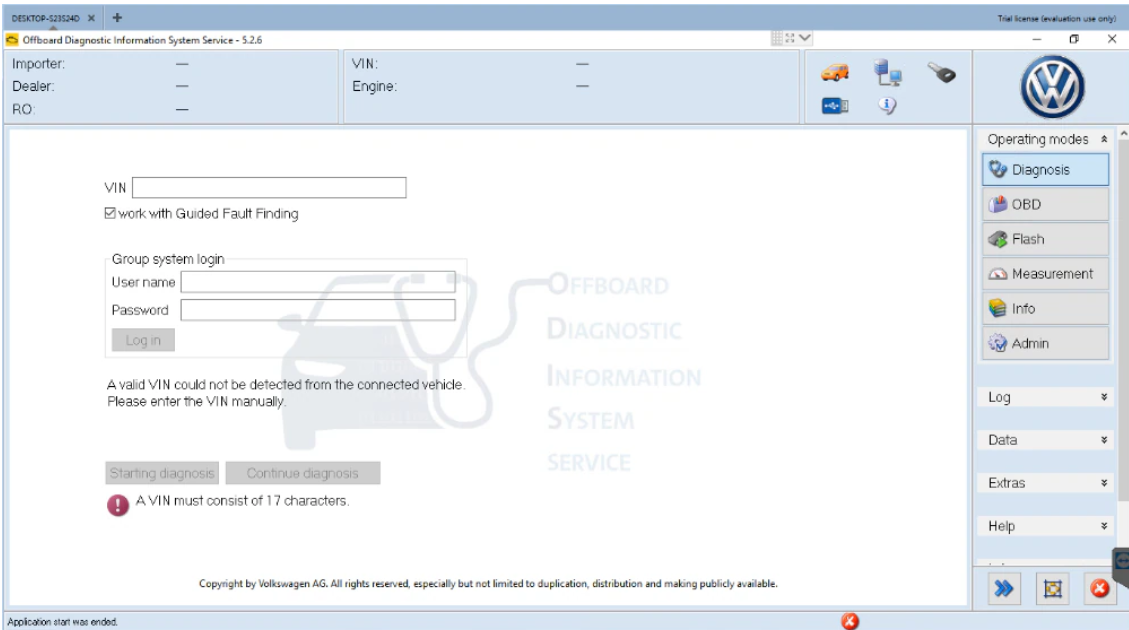 DESKTOP-S23S24D
Trial license (evaluation use only)
Offboard Diagnostic Information System Service - 5.2.6
Importer: —
Dealer: —
RO: —
VIN: —
Engine: —
VIN
work with Guided Fault Finding
Group system login
User name
Password
Log in
A valid VIN could not be detected from the connected vehicle.
Please enter the VIN manually.
Starting diagnosis Continue diagnosis
A VIN must consist of 17 characters.
OFFBOARD
DIAGNOSTIC
INFORMATION
SYSTEM
SERVICE
Copyright by Volkswagen AG. All rights reserved, especially but not limited to duplication, distribution and making publicly available.
Operating modes
Diagnosis
OBD
Flash
Measurement
Info
Admin
Log
Data
Extras
Help
Application start was ended.